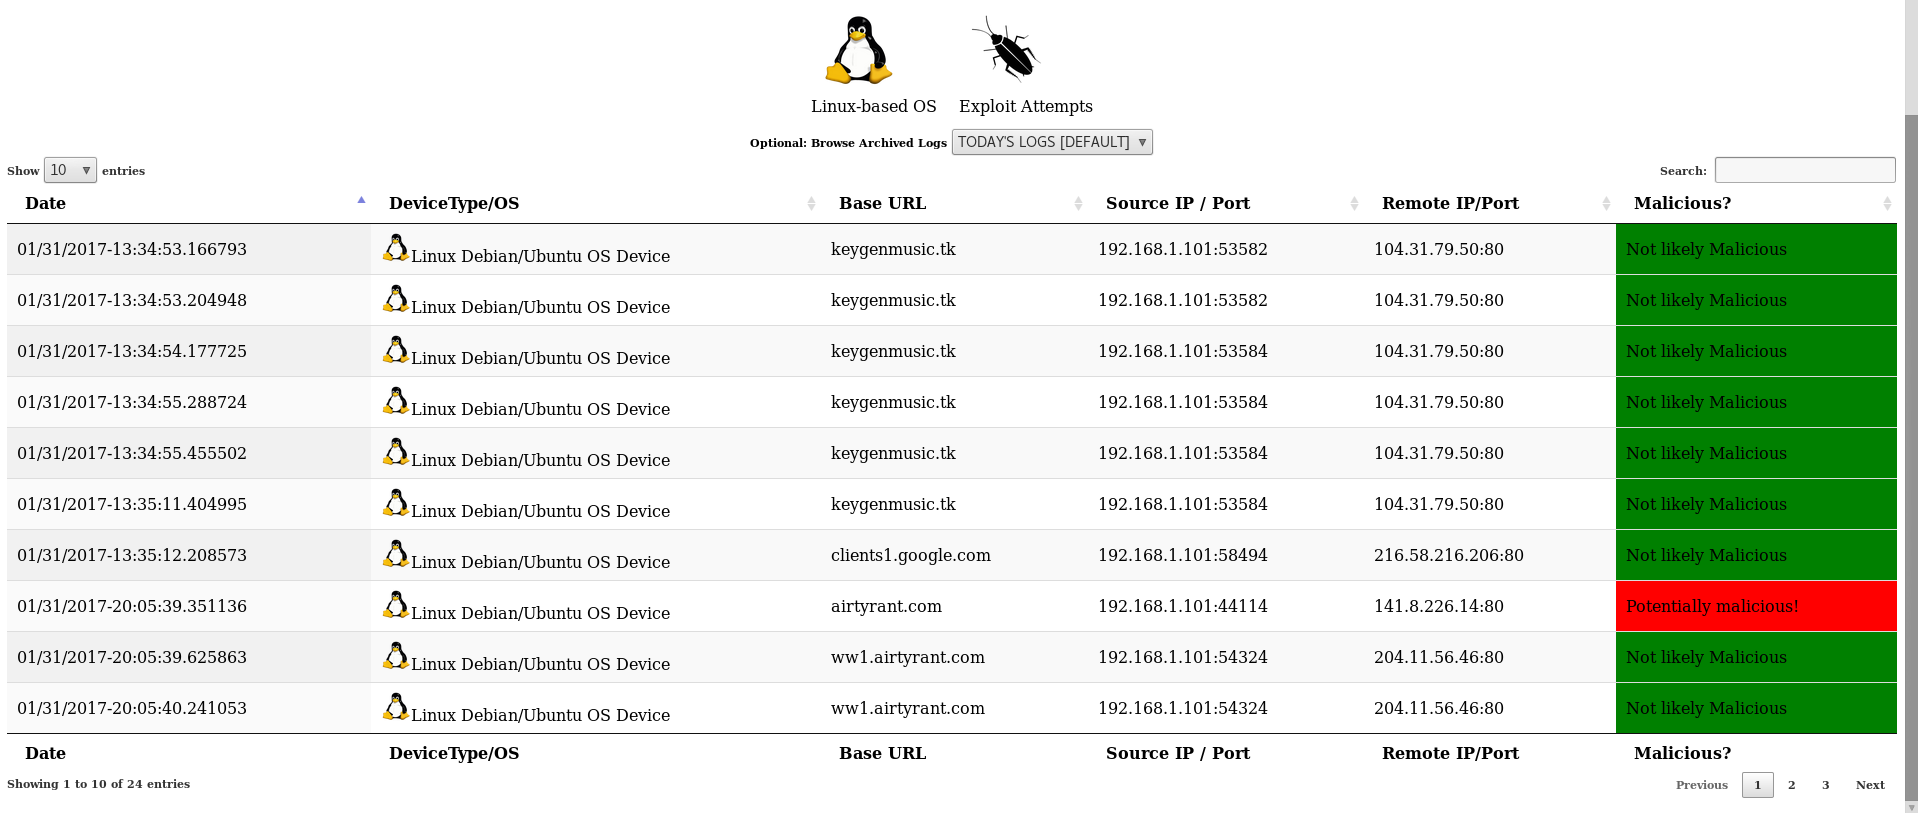 Linux-based OS Exploit Attempts
Optional: Browse Archived Logs TODAY'S LOGS [DEFAULT]
Show 10 entries Search:
Date DeviceType/OS Base URL Source IP / Port Remote IP/Port Malicious?
01/31/2017-13:34:53.166793 Linux Debian/Ubuntu OS Device keygenmusic.tk 192.168.1.101:53582 104.31.79.50:80 Not likely Malicious
01/31/2017-13:34:53.204948 Linux Debian/Ubuntu OS Device keygenmusic.tk 192.168.1.101:53582 104.31.79.50:80 Not likely Malicious
01/31/2017-13:34:54.177725 Linux Debian/Ubuntu OS Device keygenmusic.tk 192.168.1.101:53584 104.31.79.50:80 Not likely Malicious
01/31/2017-13:34:55.288724 Linux Debian/Ubuntu OS Device keygenmusic.tk 192.168.1.101:53584 104.31.79.50:80 Not likely Malicious
01/31/2017-13:34:55.455502 Linux Debian/Ubuntu OS Device keygenmusic.tk 192.168.1.101:53584 104.31.79.50:80 Not likely Malicious
01/31/2017-13:35:11.404995 Linux Debian/Ubuntu OS Device keygenmusic.tk 192.168.1.101:53584 104.31.79.50:80 Not likely Malicious
01/31/2017-13:35:12.208573 Linux Debian/Ubuntu OS Device clients1.google.com 192.168.1.101:58494 216.58.216.206:80 Not likely Malicious
01/31/2017-20:05:39.351136 Linux Debian/Ubuntu OS Device airtyrant.com 192.168.1.101:44114 141.8.226.14:80 Potentially malicious!
01/31/2017-20:05:39.625863 Linux Debian/Ubuntu OS Device ww1.airtyrant.com 192.168.1.101:54324 204.11.56.46:80 Not likely Malicious
01/31/2017-20:05:40.241053 Linux Debian/Ubuntu OS Device ww1.airtyrant.com 192.168.1.101:54324 204.11.56.46:80 Not likely Malicious
Date DeviceType/OS Base URL Source IP / Port Remote IP/Port Malicious?
Showing 1 to 10 of 24 entries Previous 1 2 3 Next